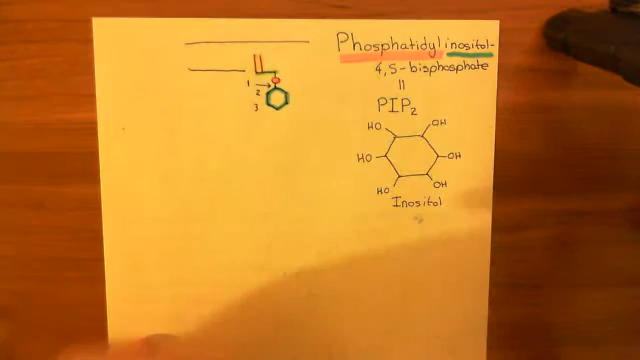 Phosphatidylinositol-
4,5-bisphosphate
=
PIP2
HO OH
HO OH
HO OH
Inositol
1
2
3